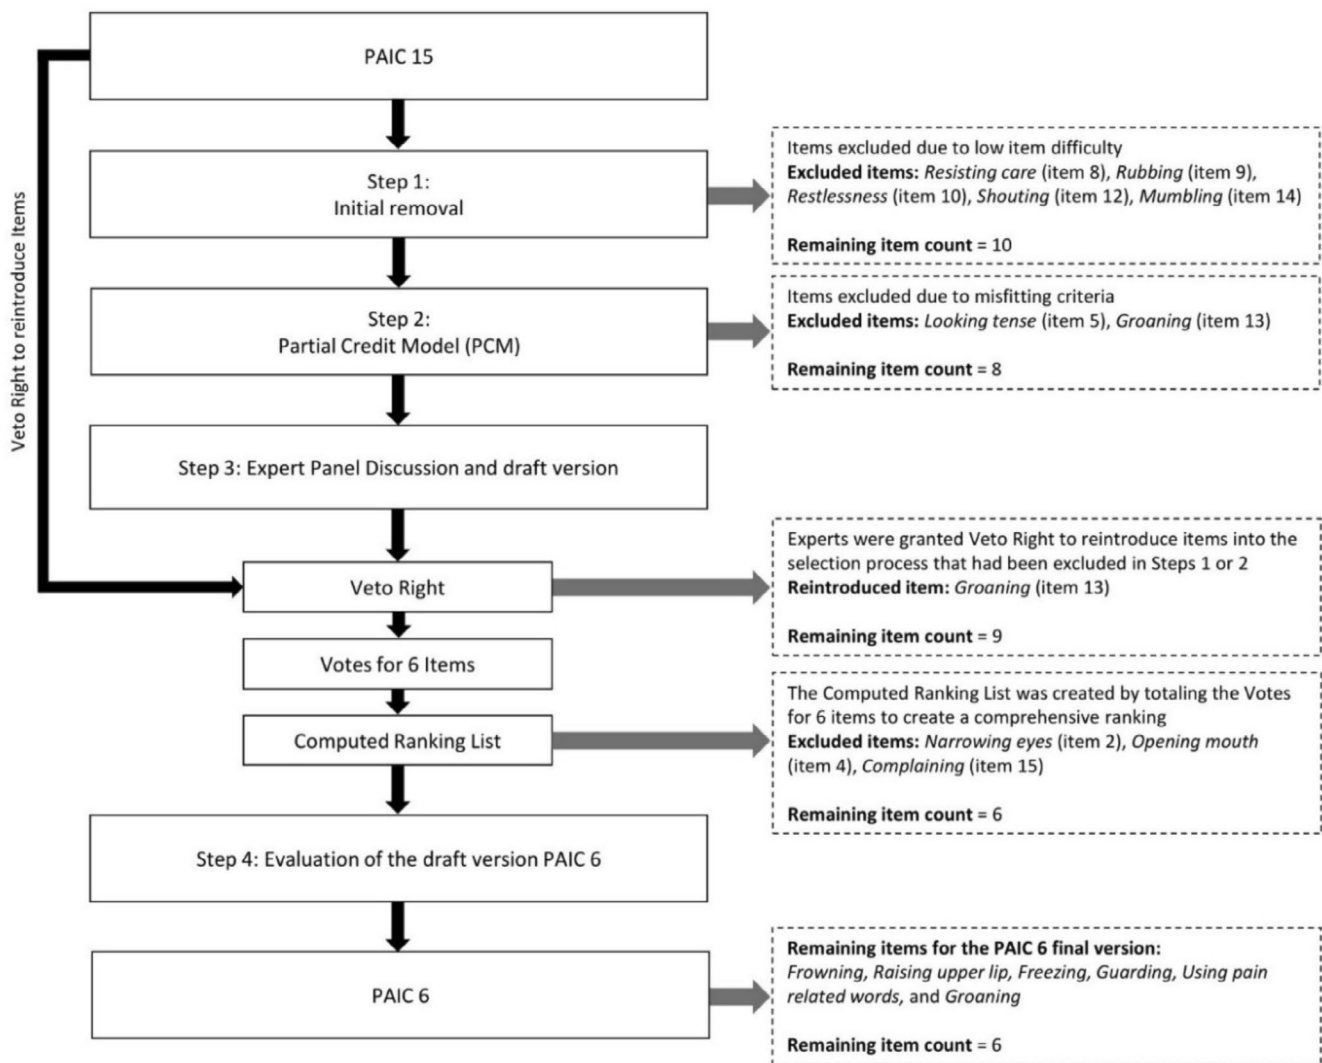 PAIC 15
Veto Right to reintroduce Items
Step 1:
Initial removal
Items excluded due to low item difficulty
Excluded items: Resisting care (item 8), Rubbing (item 9),
Restlessness (item 10), Shouting (item 12), Mumbling (item 14)
Remaining item count = 10
Step 2:
Partial Credit Model (PCM)
Items excluded due to misfitting criteria
Excluded items: Looking tense (item 5), Groaning (item 13)
Remaining item count = 8
Step 3: Expert Panel Discussion and draft version
Veto Right
Experts were granted Veto Right to reintroduce items into the
selection process that had been excluded in Steps 1 or 2
Reintroduced item: Groaning (item 13)
Remaining item count = 9
Votes for 6 Items
Computed Ranking List
The Computed Ranking List was created by totaling the Votes
for 6 items to create a comprehensive ranking
Excluded items: Narrowing eyes (item 2), Opening mouth
(item 4), Complaining (item 15)
Remaining item count = 6
Step 4: Evaluation of the draft version PAIC 6
PAIC 6
Remaining items for the PAIC 6 final version:
Frowning, Raising upper lip, Freezing, Guarding, Using pain
related words, and Groaning
Remaining item count = 6